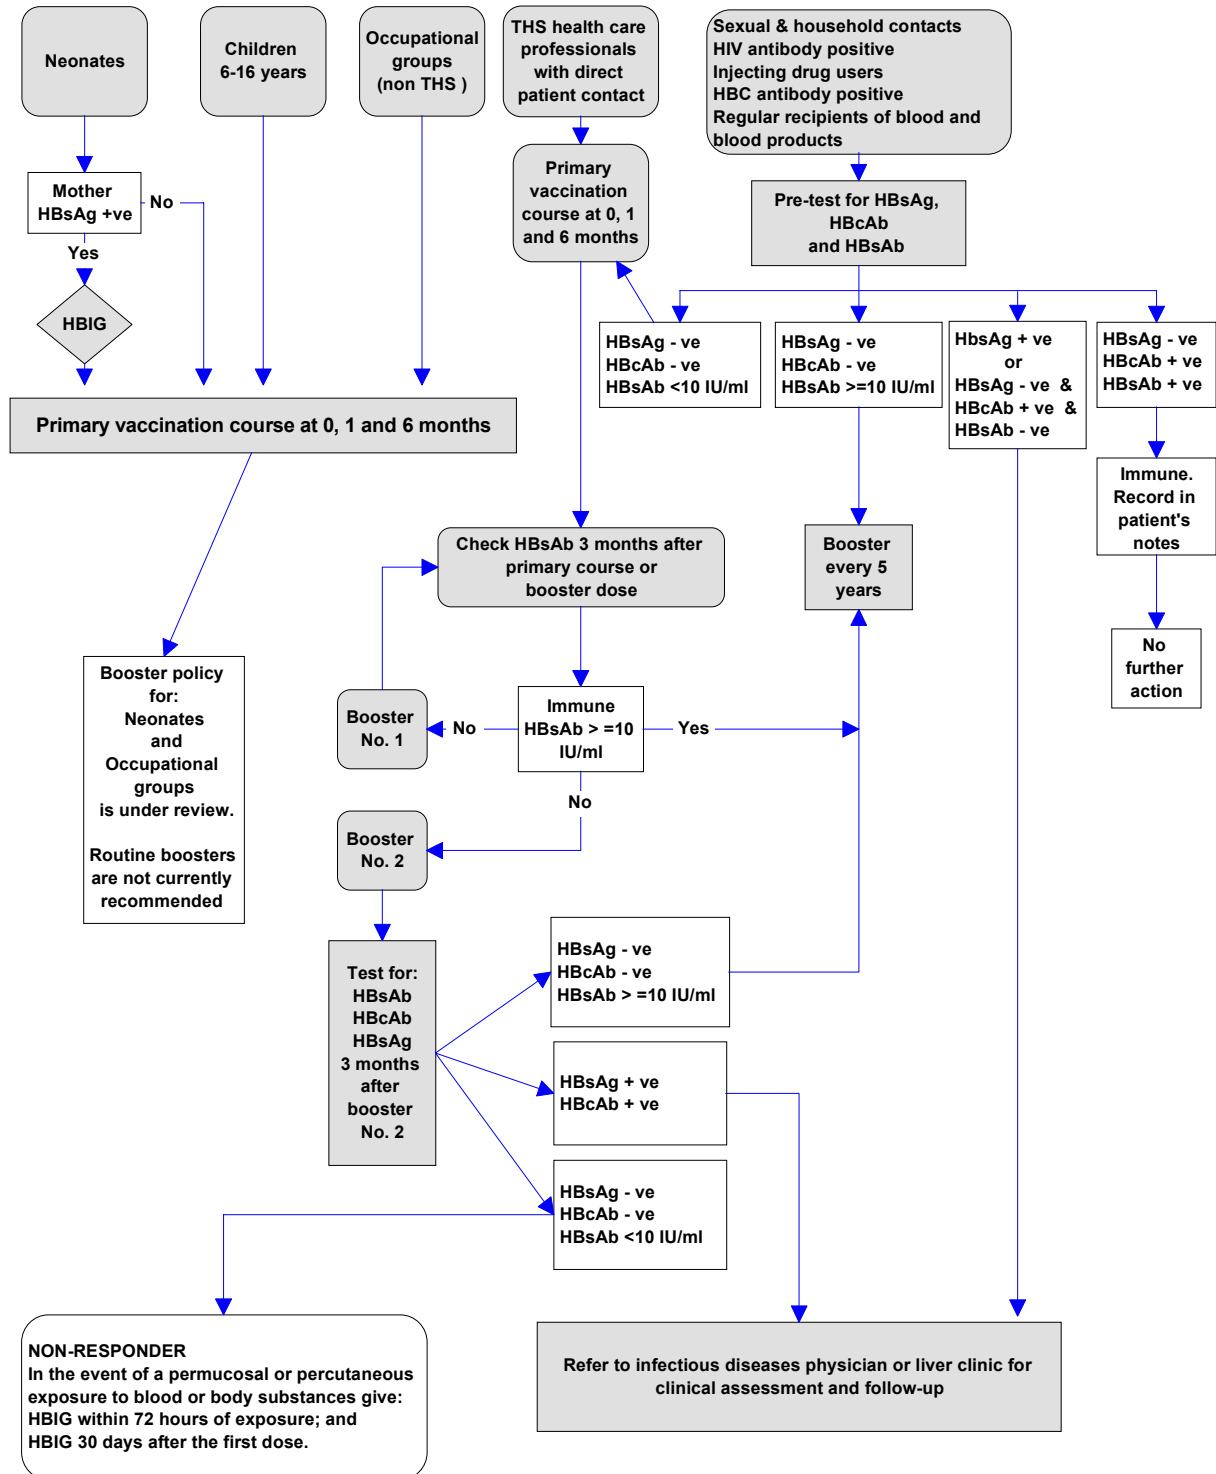 Neonates
Children
6-16 years
Occupational
groups
(non THS )
THS health care
professionals
with direct
patient contact
Sexual & household contacts
HIV antibody positive
Injecting drug users
HBC antibody positive
Regular recipients of blood and
blood products
Mother
HBsAg +ve
No
Yes
HBIG
Primary
vaccination
course at 0, 1
and 6 months
Pre-test for HBsAg,
HBcAb
and HBsAb
HBsAg - ve
HBcAb - ve
HBsAb <10 IU/ml
HBsAg - ve
HBcAb - ve
HBsAb >=10 IU/ml
HbsAg + ve
or
HBsAg - ve &
HBcAb + ve &
HBsAb - ve
HBsAg - ve
HBcAb + ve
HBsAb + ve
Primary vaccination course at 0, 1 and 6 months
Immune.
Record in
patient's
notes
Check HBsAb 3 months after
primary course or
booster dose
Booster
every 5
years
No
further
action
Booster policy
for:
Neonates
and
Occupational
groups
is under review.
Routine boosters
are not currently
recommended
Booster
No. 1
No
Immune
HBsAb > =10
IU/ml
Yes
No
Booster
No. 2
Test for:
HBsAb
HBcAb
HBsAg
3 months
after
booster
No. 2
HBsAg - ve
HBcAb - ve
HBsAb > =10 IU/ml
HBsAg + ve
HBcAb + ve
HBsAg - ve
HBcAb - ve
HBsAb <10 IU/ml
NON-RESPONDER
In the event of a permucosal or percutaneous
exposure to blood or body substances give:
HBIG within 72 hours of exposure; and
HBIG 30 days after the first dose.
Refer to infectious diseases physician or liver clinic for
clinical assessment and follow-up